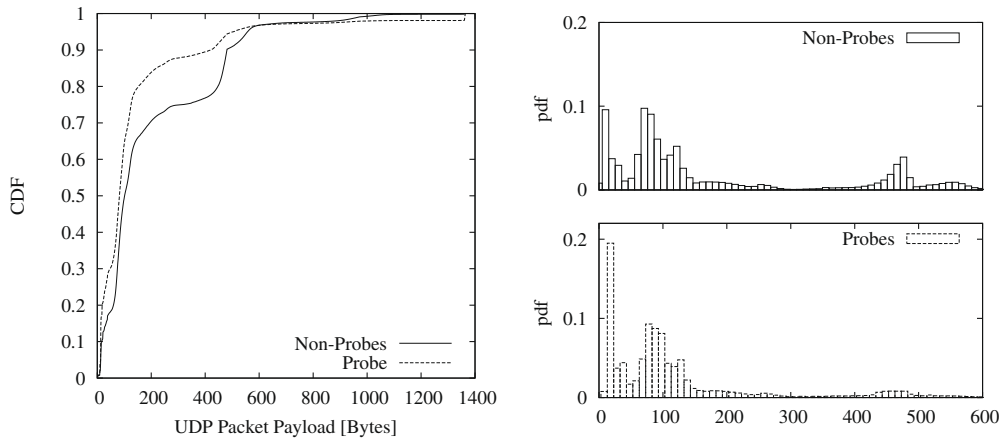 1
0.9
0.8
0.7
0.6
0.5
0.4
0.3
0.2
0.1
0
CDF
0 200 400 600 800 1000 1200 1400
UDP Packet Payload [Bytes]
Non-Probes
Probe
0.2
0.1
0
pdf
Non-Probes
0.2
0.1
0
pdf
Probes
0 100 200 300 400 500 600